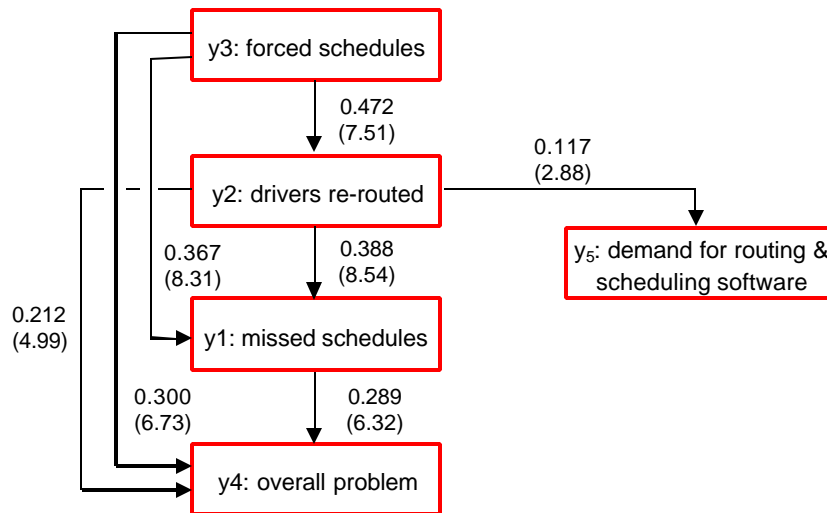 y3: forced schedules
0.472
(7.51)
0.117
(2.88)
y2: drivers re-routed
0.367
(8.31)
0.388
(8.54)
y5: demand for routing &
scheduling software
0.212
(4.99)
y1: missed schedules
0.300
(6.73)
0.289
(6.32)
y4: overall problem